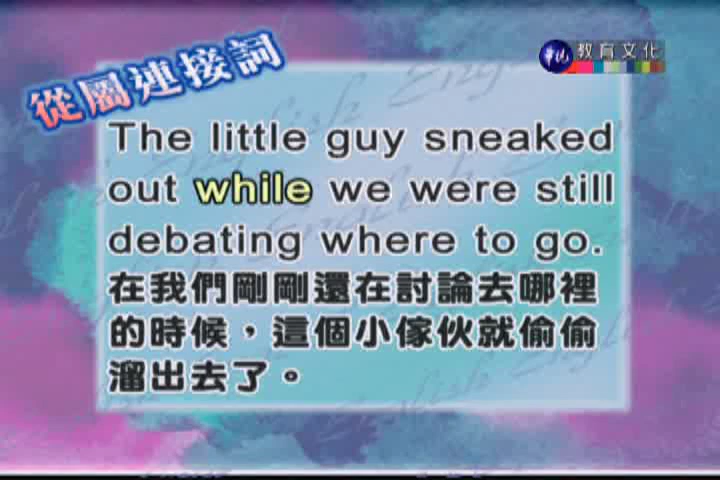 華視 教育文化
從屬連接詞
The little guy sneaked
out while we were still
debating where to go.
在我們剛剛還在討論去哪裡
的時候，這個小傢伙就偷偷
溜出去了。